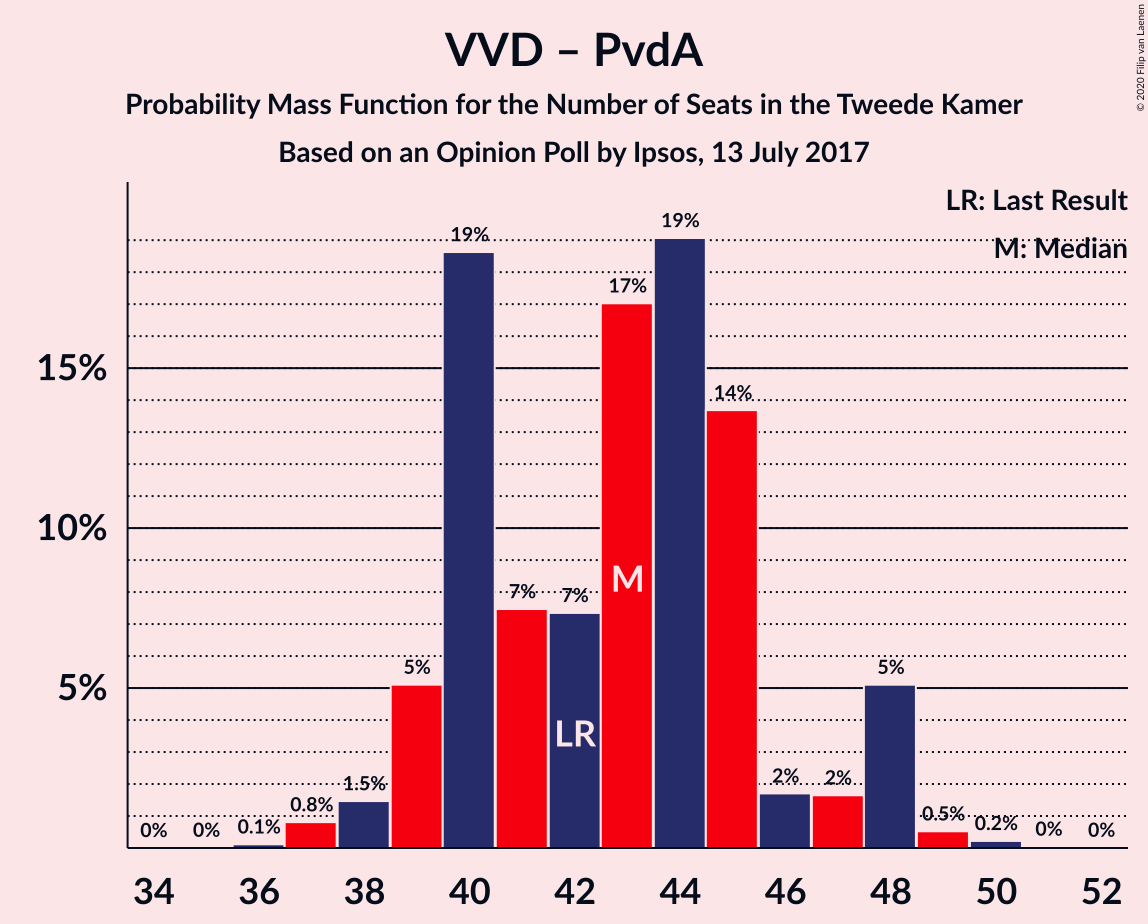 VVD – PvdA
Probability Mass Function for the Number of Seats in the Tweede Kamer
Based on an Opinion Poll by Ipsos, 13 July 2017
© 2020 Filip van Laenen
LR: Last Result
M: Median
15%
10%
5%
0%
0%
0.1%
0.8%
1.5%
5%
19%
7%
7%
17%
19%
14%
2%
2%
5%
0.5%
0.2%
0%
0%
M
LR
34 36 38 40 42 44 46 48 50 52